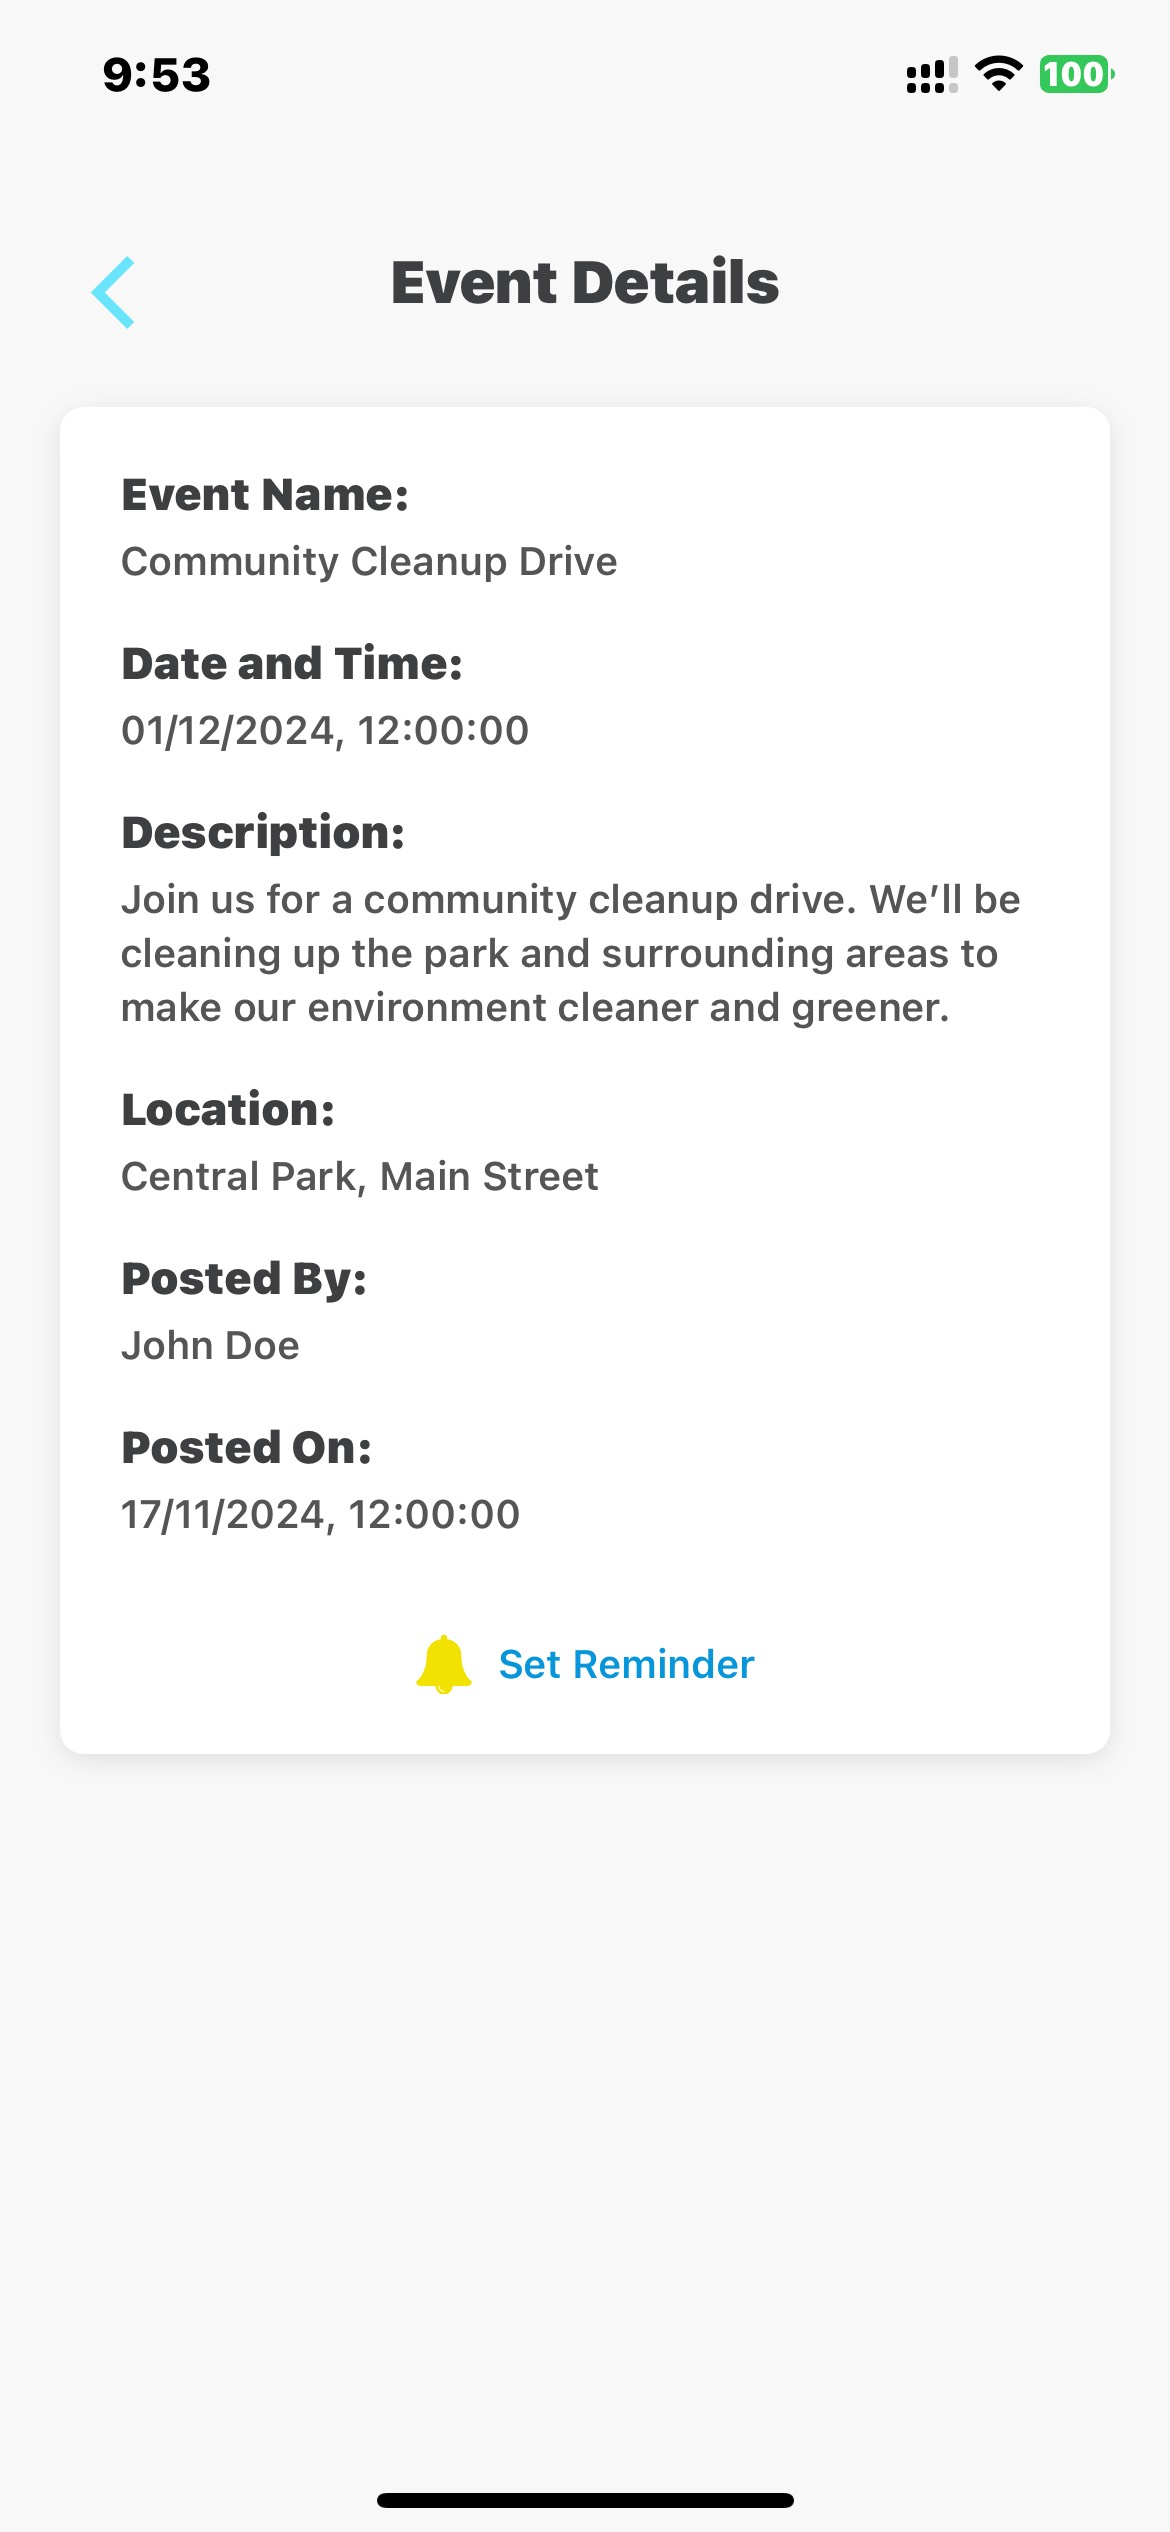 9:53
100
Event Details
Event Name:
Community Cleanup Drive
Date and Time:
01/12/2024, 12:00:00
Description:
Join us for a community cleanup drive. We’ll be
cleaning up the park and surrounding areas to
make our environment cleaner and greener.
Location:
Central Park, Main Street
Posted By:
John Doe
Posted On:
17/11/2024, 12:00:00
Set Reminder